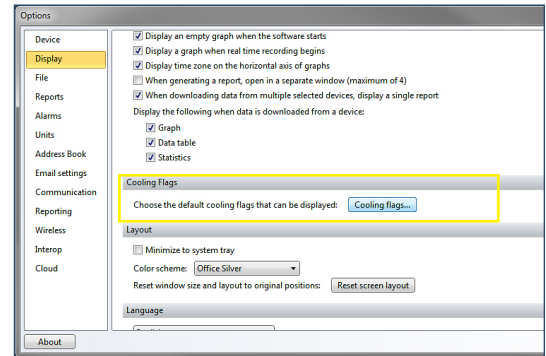 Options
Device
Display
File
Reports
Alarms
Units
Address Book
Email settings
Communication
Reporting
Wireless
Interop
Cloud
Display an empty graph when the software starts
Display a graph when real time recording begins
Display time zone on the horizontal axis of graphs
When generating a report, open in a separate window (maximum of 4)
When downloading data from multiple selected devices, display a single report
Display the following when data is downloaded from a device:
Graph
Data table
Statistics
Cooling Flags
Choose the default cooling flags that can be displayed: Cooling flags...
Layout
Minimize to system tray
Color scheme: Office Silver
Reset window size and layout to original positions: Reset screen layout
Language
About